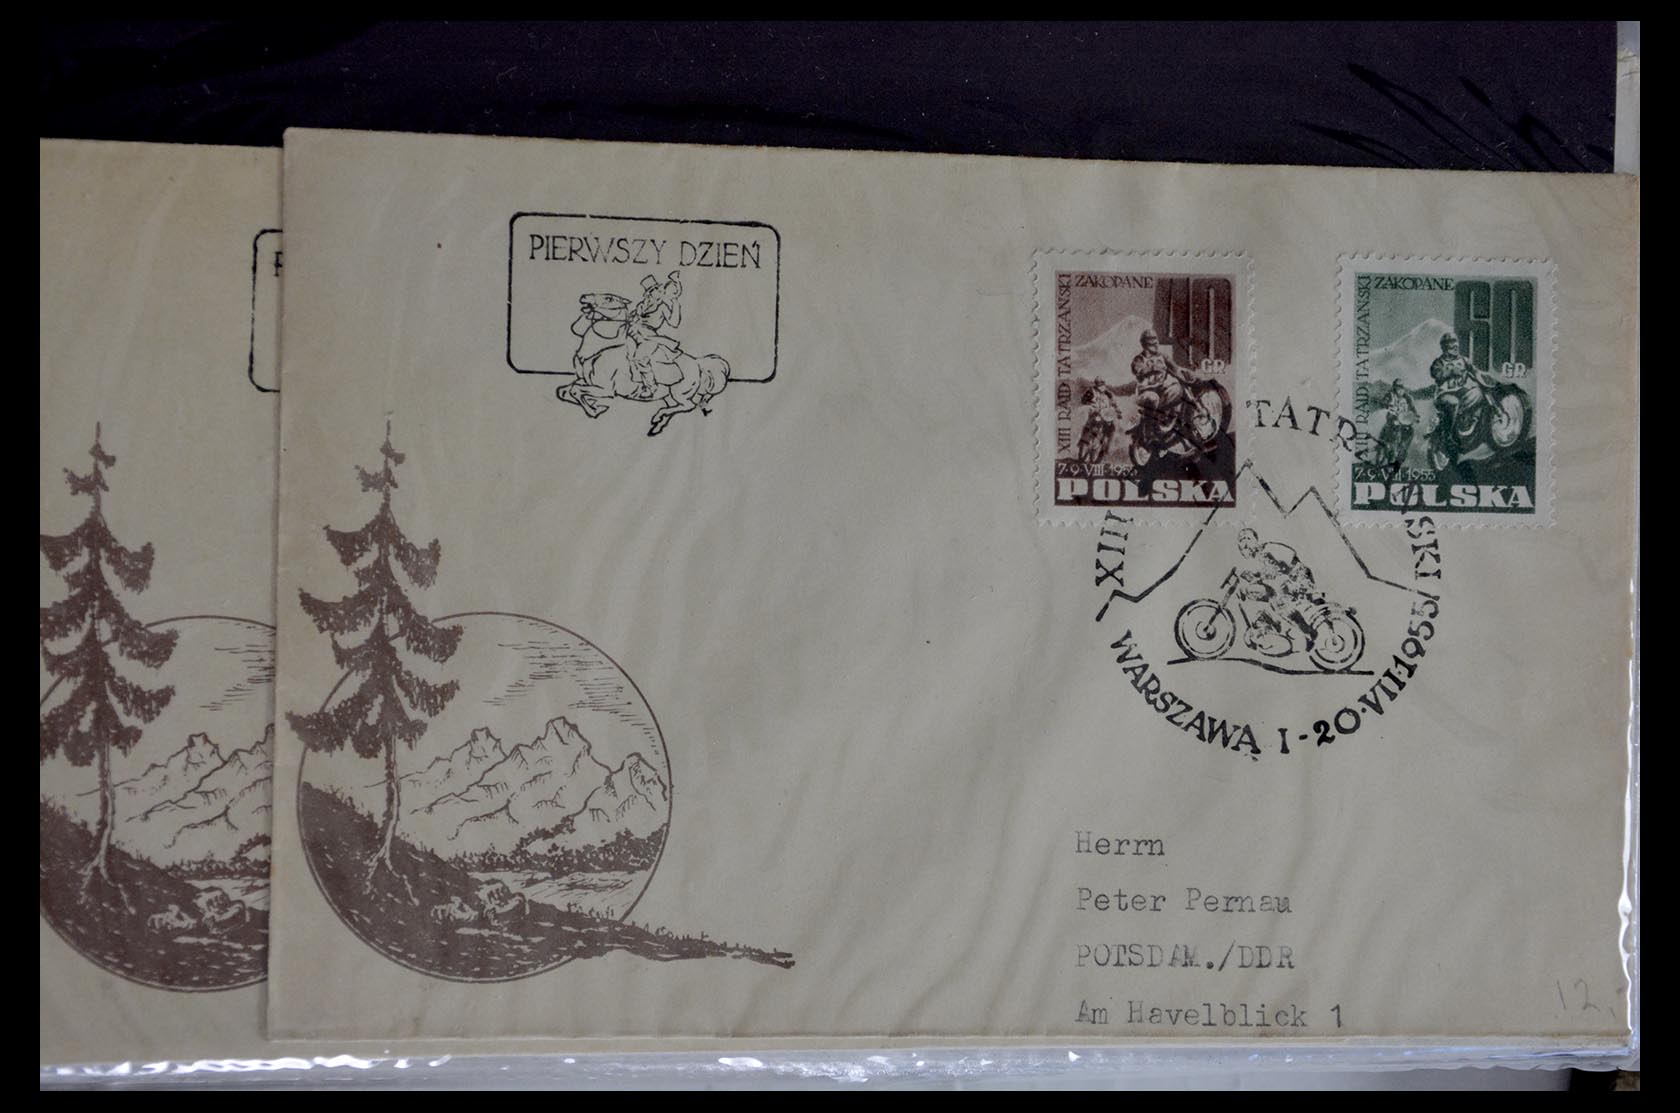 PIERWSZY DZIEŃ
XIII RAID TATRZAŃSKI
ZAKOPANE
40
GR
7-9·VIII·1955
POLSKA
XIII RAID TATRZAŃSKI
ZAKOPANE
60
GR
7-9·VIII·1955
POLSKA
XIII TATRZAŃSKI
WARSZAWA I-20·VII·1955
Herrn
Peter Pernau
POTSDAM./DDR
Am Havelblick 1
12,-